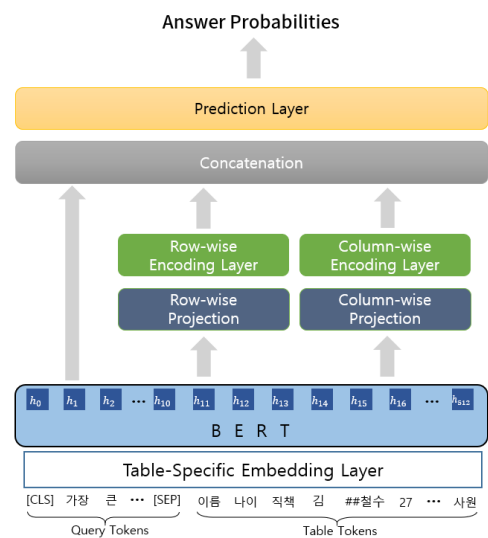 Answer Probabilities
Prediction Layer
Concatenation
Row-wise
Encoding Layer
Column-wise
Encoding Layer
Row-wise
Projection
Column-wise
Projection
h0 h1 h2 ••• h10 h11 h12 h13 h14 h15 h16 ••• h512
B E R T
Table-Specific Embedding Layer
[CLS] 가장 큰 ••• [SEP] 이름 나이 직책 김 ##철수 27 ••• 사원
Query Tokens Table Tokens